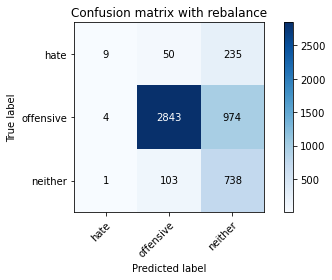 Confusion matrix with rebalance
True label
hate
offensive
neither
9 50 235
4 2843 974
1 103 738
hate offensive neither
Predicted label
2500
2000
1500
1000
500